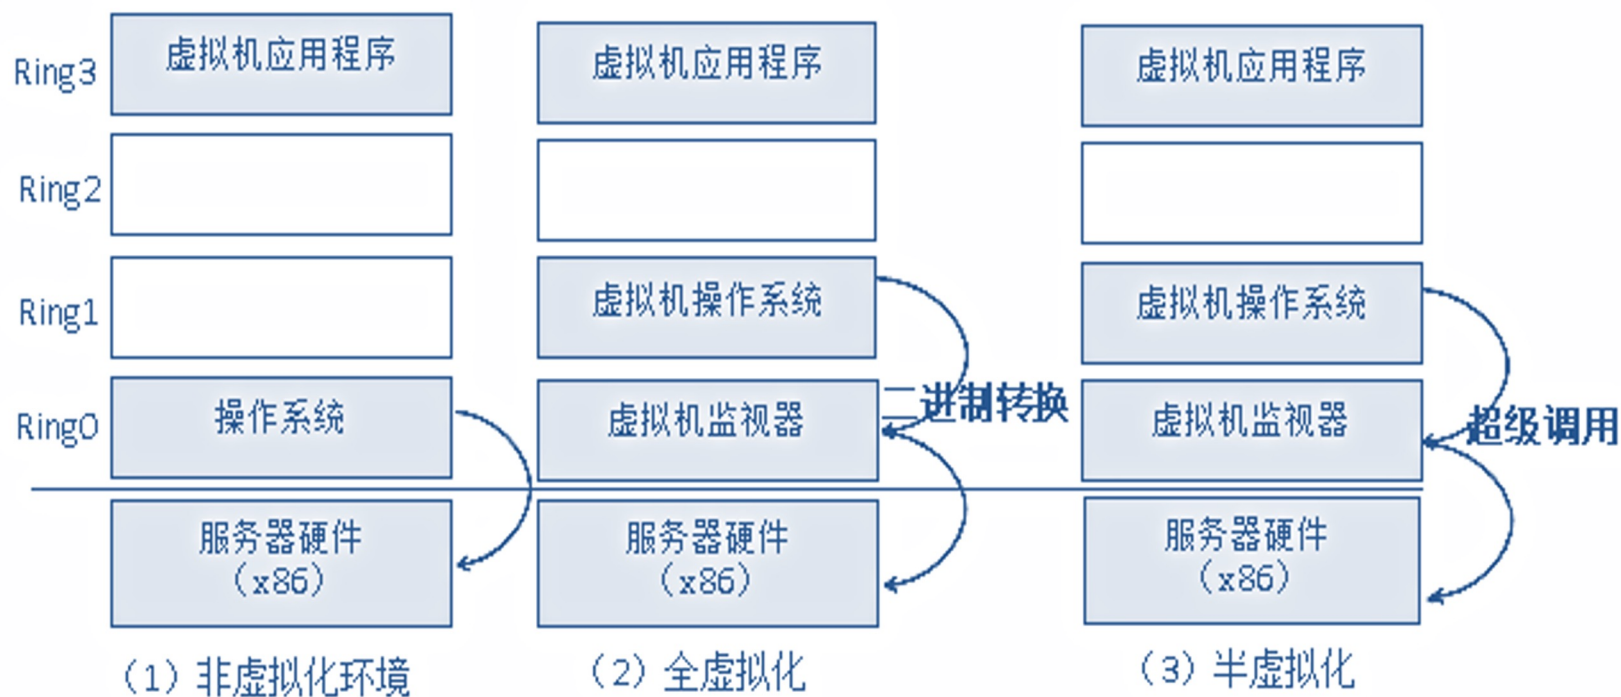 Ring3
虚拟机应用程序
虚拟机应用程序
虚拟机应用程序
Ring2
Ring1
虚拟机操作系统
虚拟机操作系统
Ring0
操作系统
虚拟机监视器
二进制转换
虚拟机监视器
超级调用
服务器硬件
(x86)
服务器硬件
(x86)
服务器硬件
(x86)
(1) 非虚拟化环境
(2) 全虚拟化
(3) 半虚拟化